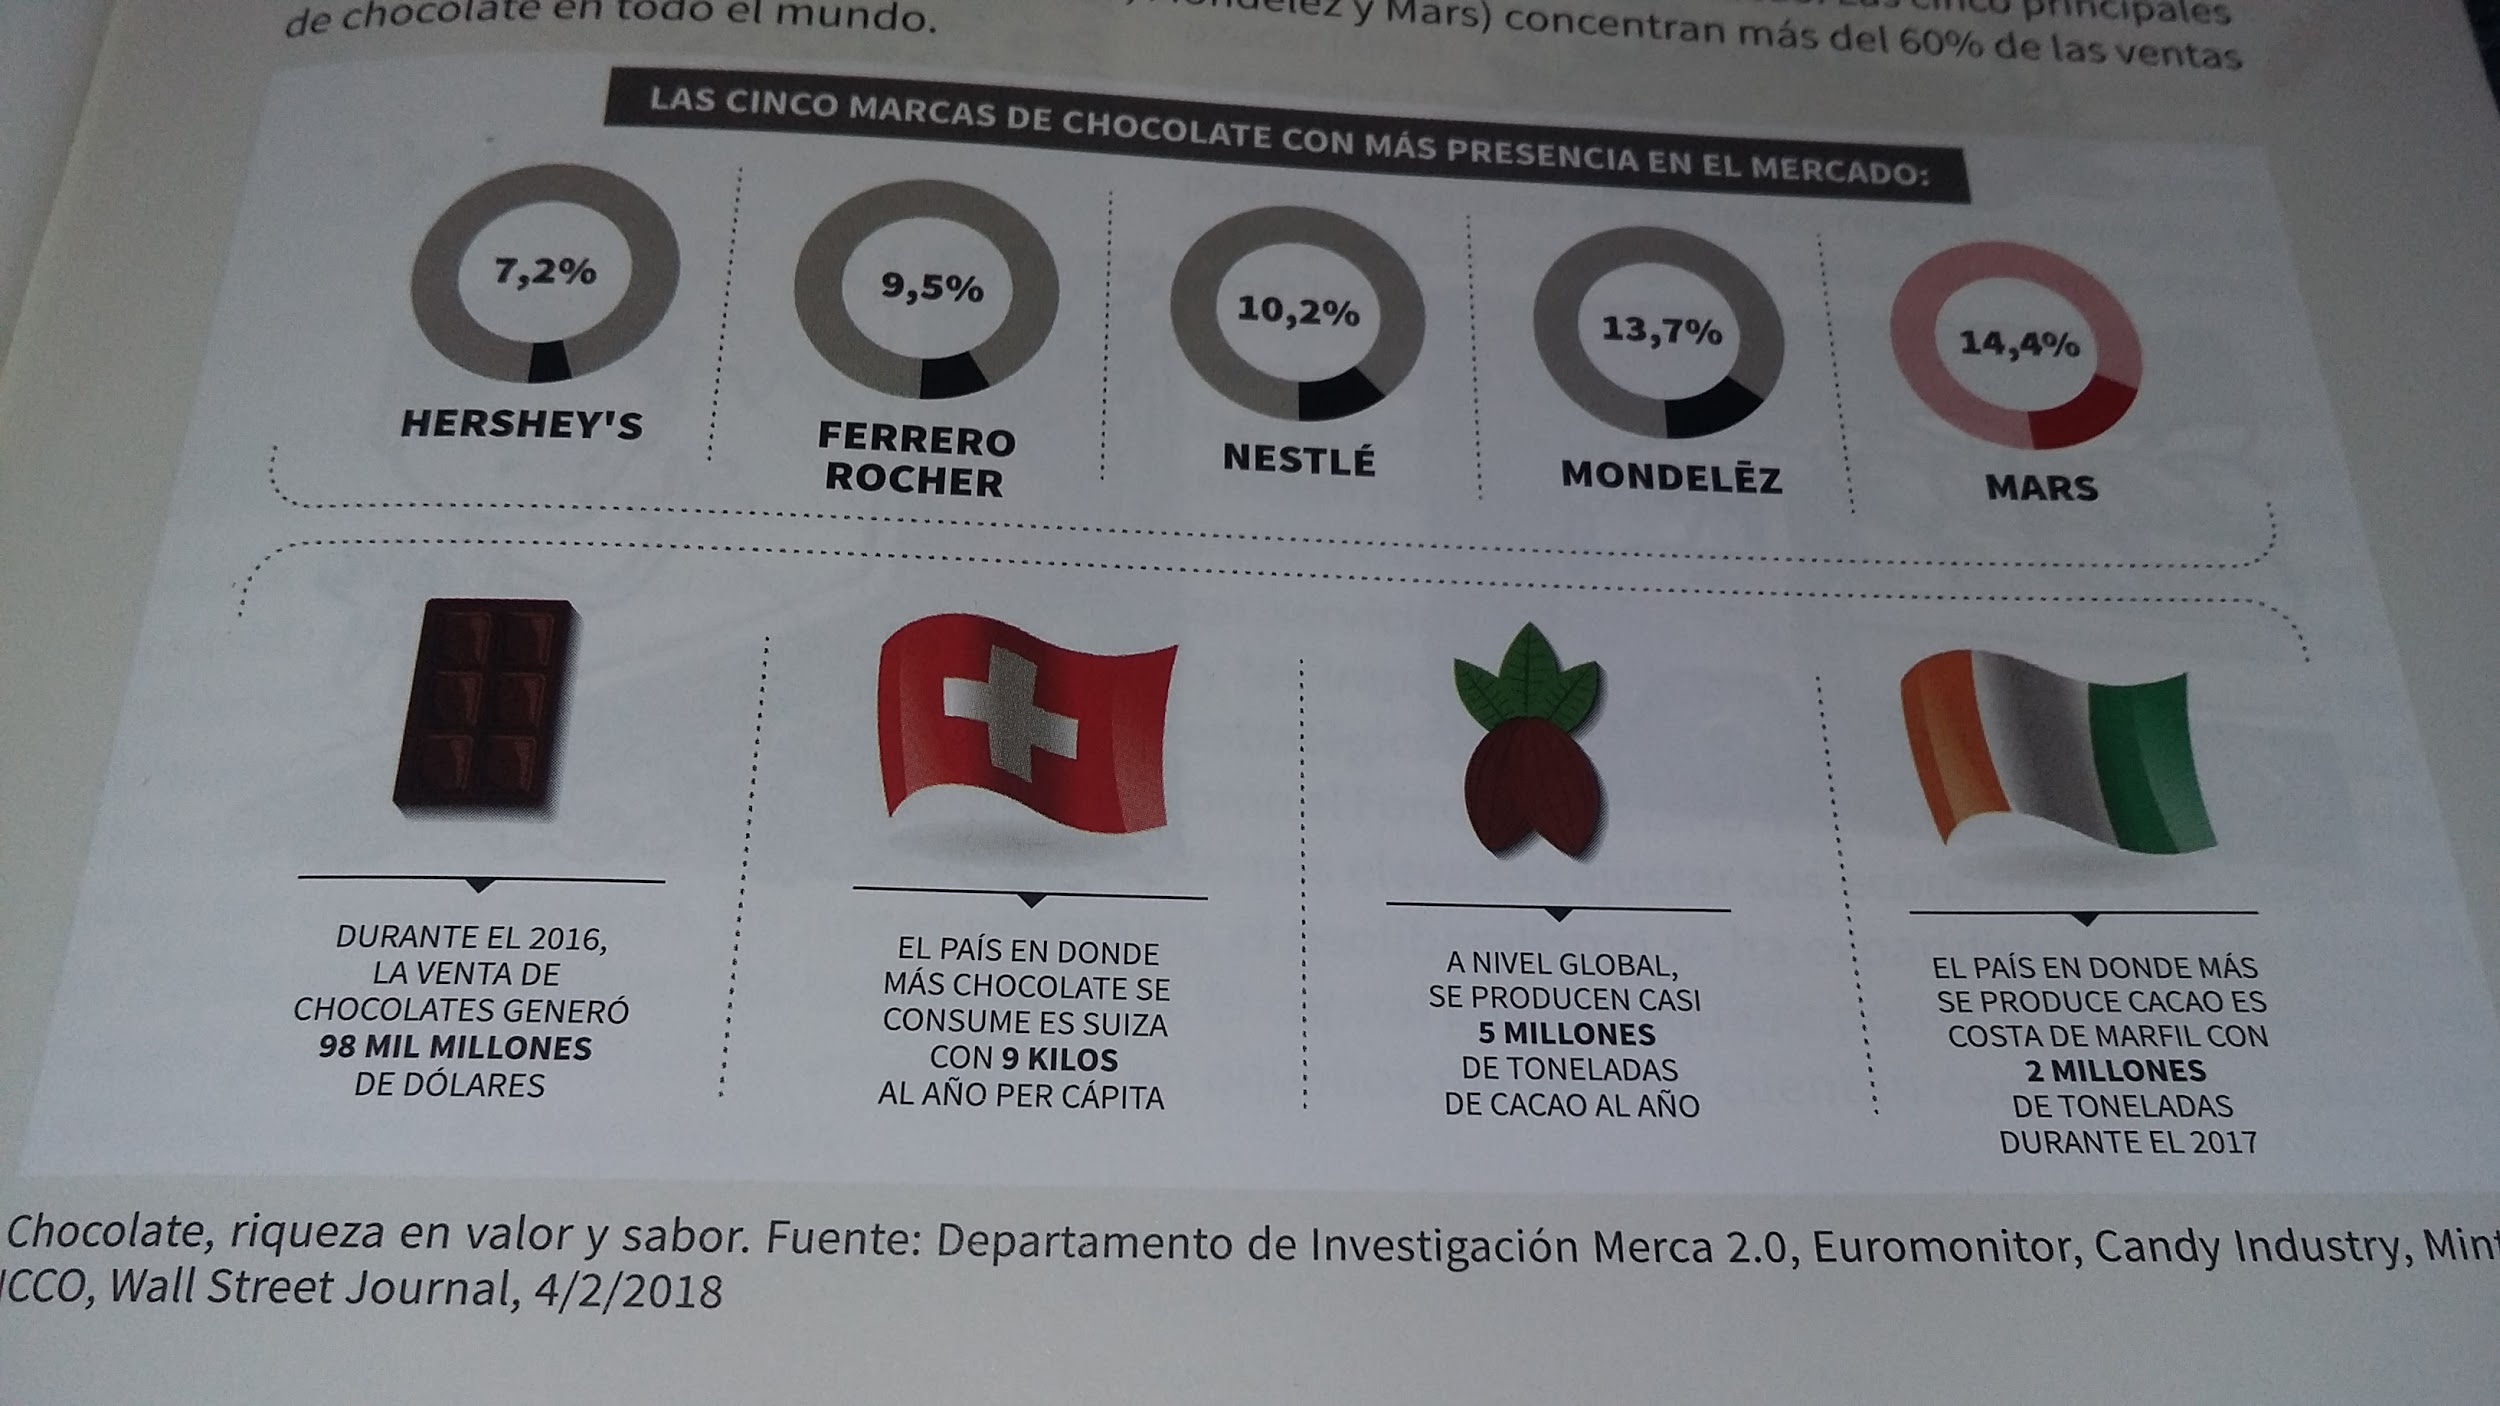 principales
y Mars) concentran más del 60% de las ventas
de chocolate en todo el mundo.
LAS CINCO MARCAS DE CHOCOLATE CON MÁS PRESENCIA EN EL MERCADO:
7,2%
HERSHEY'S
9,5%
FERRERO
ROCHER
10,2%
NESTLÉ
13,7%
MONDELĒZ
14,4%
MARS
DURANTE EL 2016,
LA VENTA DE
CHOCOLATES GENERÓ
98 MIL MILLONES
DE DÓLARES
EL PAÍS EN DONDE
MÁS CHOCOLATE SE
CONSUME ES SUIZA
CON 9 KILOS
AL AÑO PER CÁPITA
A NIVEL GLOBAL,
SE PRODUCEN CASI
5 MILLONES
DE TONELADAS
DE CACAO AL AÑO
EL PAÍS EN DONDE MÁS
SE PRODUCE CACAO ES
COSTA DE MARFIL CON
2 MILLONES
DE TONELADAS
DURANTE EL 2017
Chocolate, riqueza en valor y sabor. Fuente: Departamento de Investigación Merca 2.0, Euromonitor, Candy Industry,
Wall Street Journal, 4/2/2018